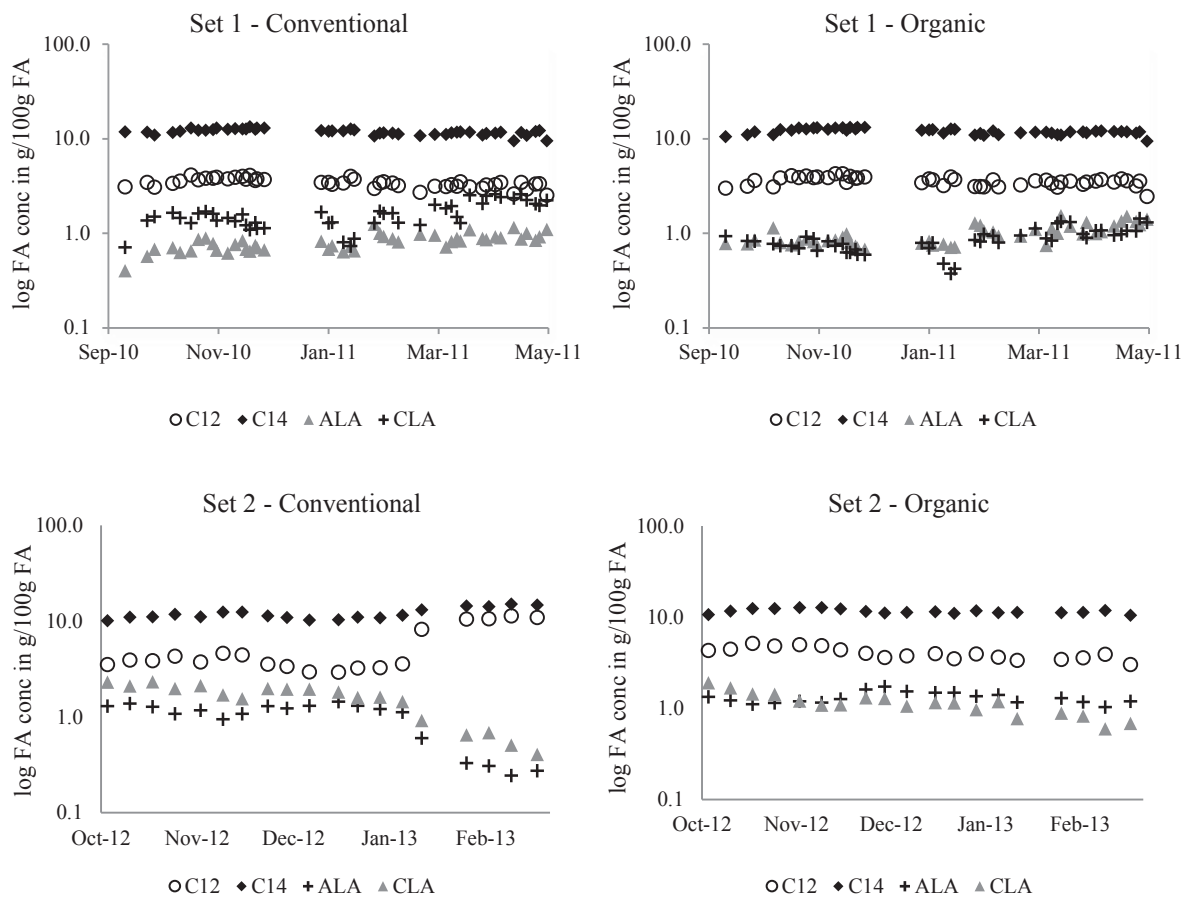 Set 1 - Conventional
100.0
10.0
1.0
0.1
log FA conc in g/100g FA
Sep-10 Nov-10 Jan-11 Mar-11 May-11
C12 C14 ALA CLA
Set 1 - Organic
100.0
10.0
1.0
0.1
log FA conc in g/100g FA
Sep-10 Nov-10 Jan-11 Mar-11 May-11
C12 C14 ALA CLA
Set 2 - Conventional
100.0
10.0
1.0
0.1
log FA conc in g/100g FA
Oct-12 Nov-12 Dec-12 Jan-13 Feb-13
C12 C14 ALA CLA
Set 2 - Organic
100.0
10.0
1.0
0.1
log FA conc in g/100g FA
Oct-12 Nov-12 Dec-12 Jan-13 Feb-13
C12 C14 ALA CLA